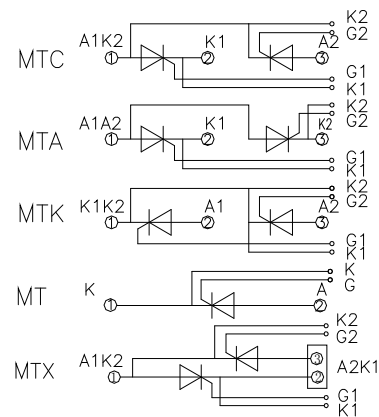 K2
G2
A1K2 K1 A2
MTC ① ② ③
G1
K1
K2
A1A2 K1 K2
G2
MTA ① ② ③
G1
K1
K2
K1K2 A1 A2
G2
MTK ① ② ③
G1
K1
K
K A
G
MT ① ②
K2
G2
A1K2 ③ A2K1
MTX ① ②
G1
K1